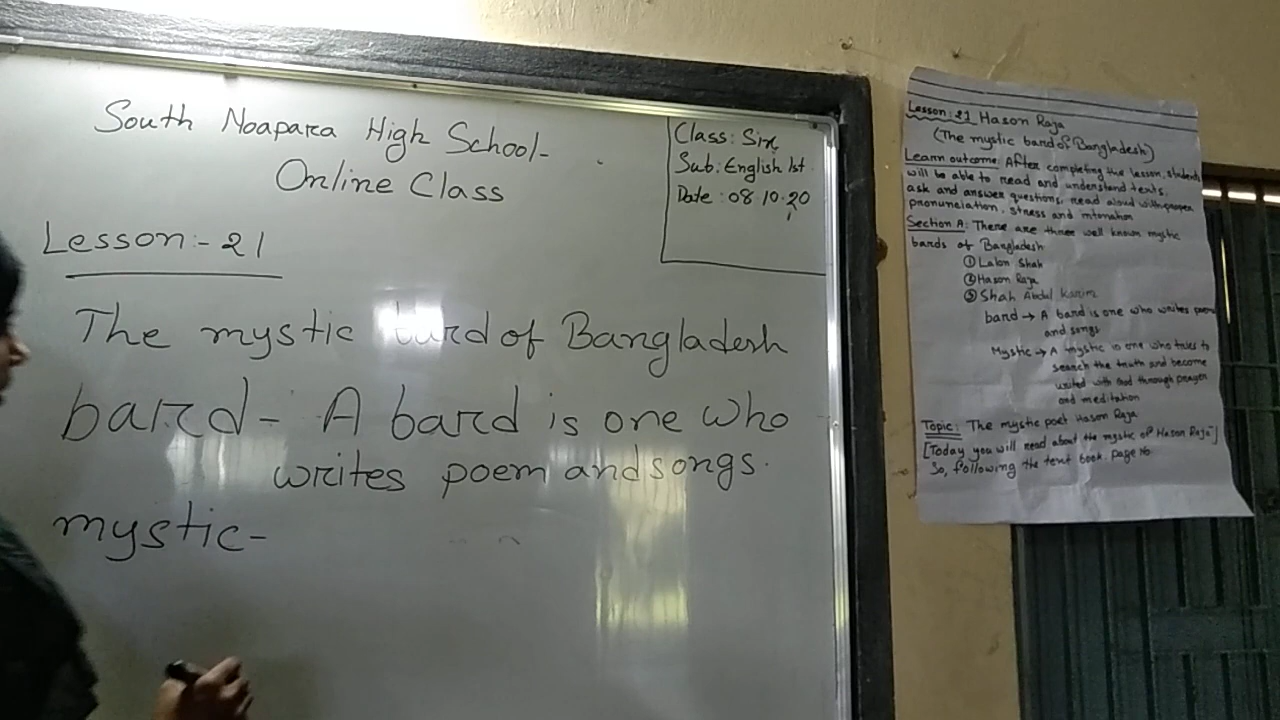 South Noapara High School-
Online Class
Class: Six
Sub: English 1st
Date: 08.10.20
Lesson:- 21
The mystic bard of Bangladesh
bard- A bard is one who
writes poem and songs.
mystic-
Lesson: 21 Hason Raja
(The mystic bard of Bangladesh)
Learn outcome: After completing the lesson, students
will be able to read and understand texts,
ask and answer questions, read aloud with proper
pronunciation, stress and intonation
Section A: There are three well known mystic
bards of Bangladesh
① Lalon Shah
② Hason Raja
③ Shah Abdul Karim
bard → A bard is one who writes poem
and songs
Mystic → A mystic is one who tries to
search the truth and become
united with God through prayer
and meditation
Topic: The mystic poet Hason Raja
[Today you will read about the mystic of Hason Raja"]
So, following the text book. page 16